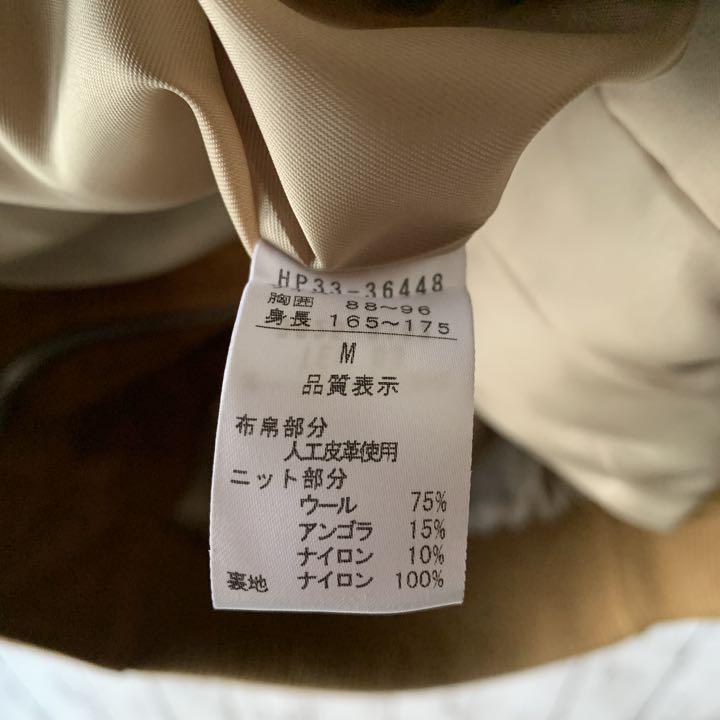 HP33-36448
胸囲 88～96
身長 165～175
M
品質表示
布帛部分
人工皮革使用
ニット部分
ウール 75%
アンゴラ 15%
ナイロン 10%
裏地 ナイロン 100%